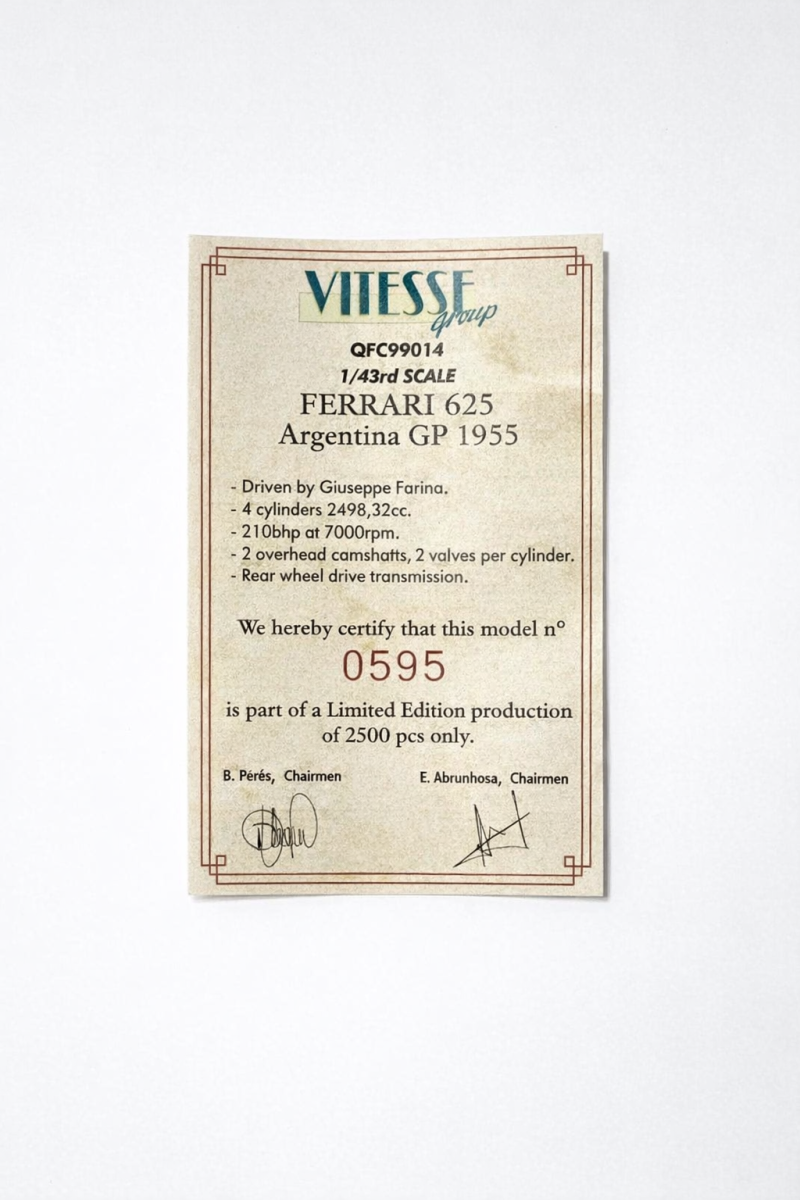 VITESSE
group
QFC99014
1/43rd SCALE
FERRARI 625
Argentina GP 1955
- Driven by Giuseppe Farina.
- 4 cylinders 2498,32cc.
- 210bhp at 7000rpm.
- 2 overhead camshatts, 2 valves per cylinder.
- Rear wheel drive transmission.
We hereby certify that this model nº
0595
is part of a Limited Edition production
of 2500 pcs only.
B. Pérés, Chairmen
E. Abrunhosa, Chairmen